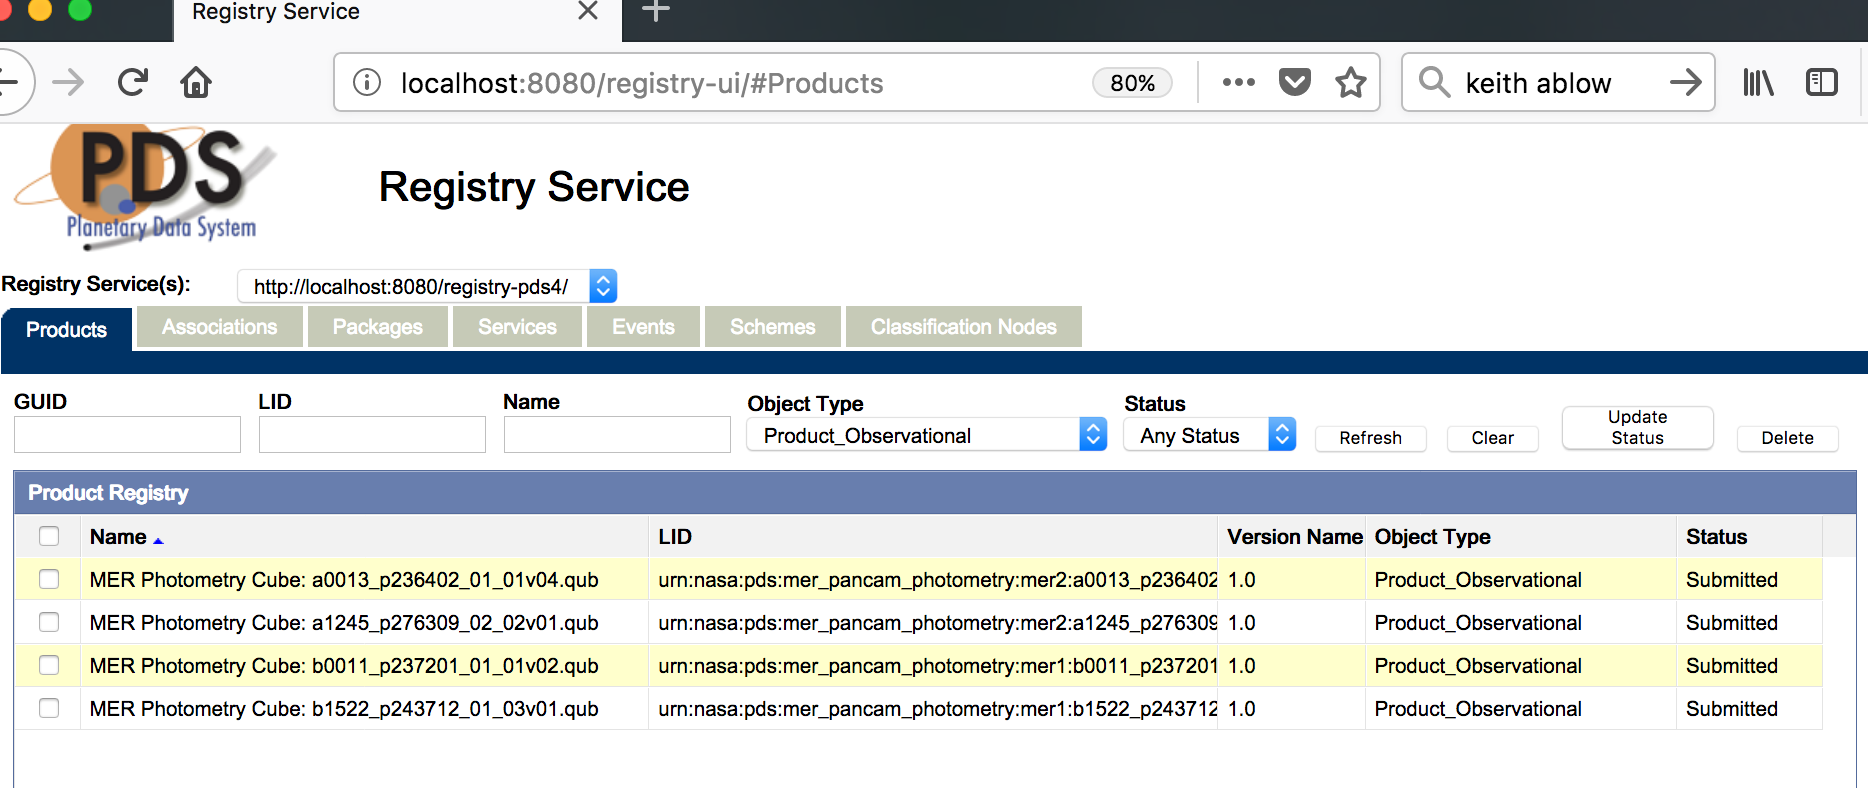 Registry Service
localhost:8080/registry-ui/#Products 80% keith ablow
PDS
Planetary Data System
Registry Service
Registry Service(s): http://localhost:8080/registry-pds4/
Products Associations Packages Services Events Schemes Classification Nodes
GUID LID Name Object Type Status
Product_Observational Any Status Refresh Clear Update Status Delete
Product Registry
Name LID Version Name Object Type Status
MER Photometry Cube: a0013_p236402_01_01v04.qub urn:nasa:pds:mer_pancam_photometry:mer2:a0013_p236402 1.0 Product_Observational Submitted
MER Photometry Cube: a1245_p276309_02_02v01.qub urn:nasa:pds:mer_pancam_photometry:mer2:a1245_p276309 1.0 Product_Observational Submitted
MER Photometry Cube: b0011_p237201_01_01v02.qub urn:nasa:pds:mer_pancam_photometry:mer1:b0011_p237201 1.0 Product_Observational Submitted
MER Photometry Cube: b1522_p243712_01_03v01.qub urn:nasa:pds:mer_pancam_photometry:mer1:b1522_p243712 1.0 Product_Observational Submitted